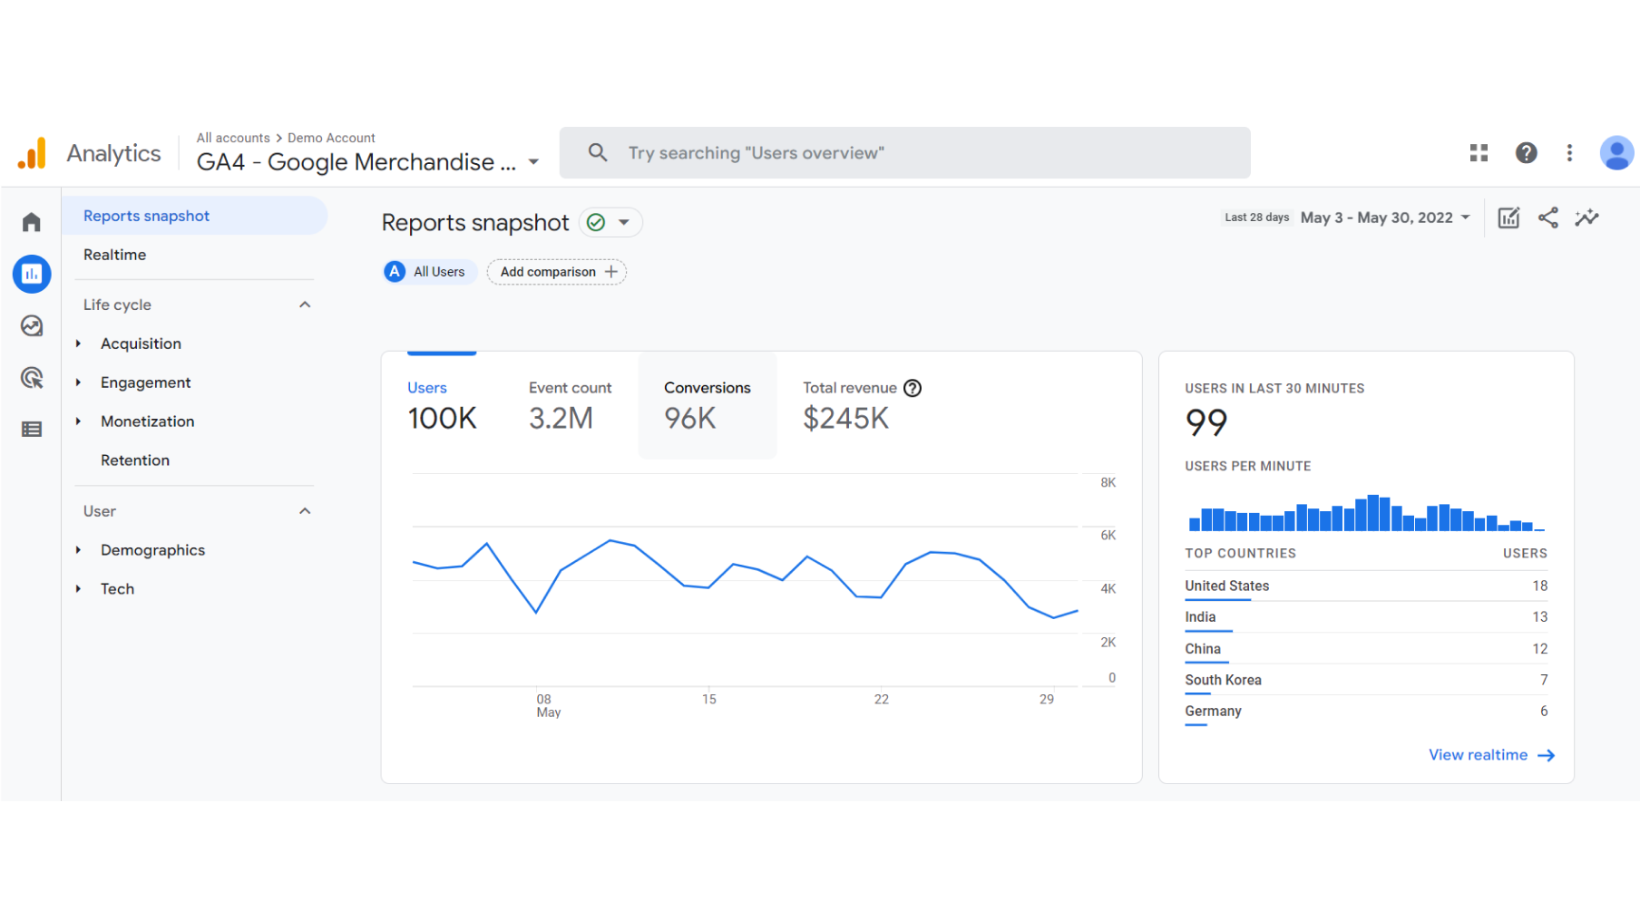 Analytics
All accounts > Demo Account
GA4 - Google Merchandise ...
Try searching "Users overview"
Reports snapshot
Realtime
Life cycle
Acquisition
Engagement
Monetization
Retention
User
Demographics
Tech
Reports snapshot
Last 28 days May 3 - May 30, 2022
A All Users
Add comparison +
Users
100K
Event count
3.2M
Conversions
96K
Total revenue
$245K
8K
6K
4K
2K
0
08
May
15
22
29
USERS IN LAST 30 MINUTES
99
USERS PER MINUTE
TOP COUNTRIES USERS
United States 18
India 13
China 12
South Korea 7
Germany 6
View realtime